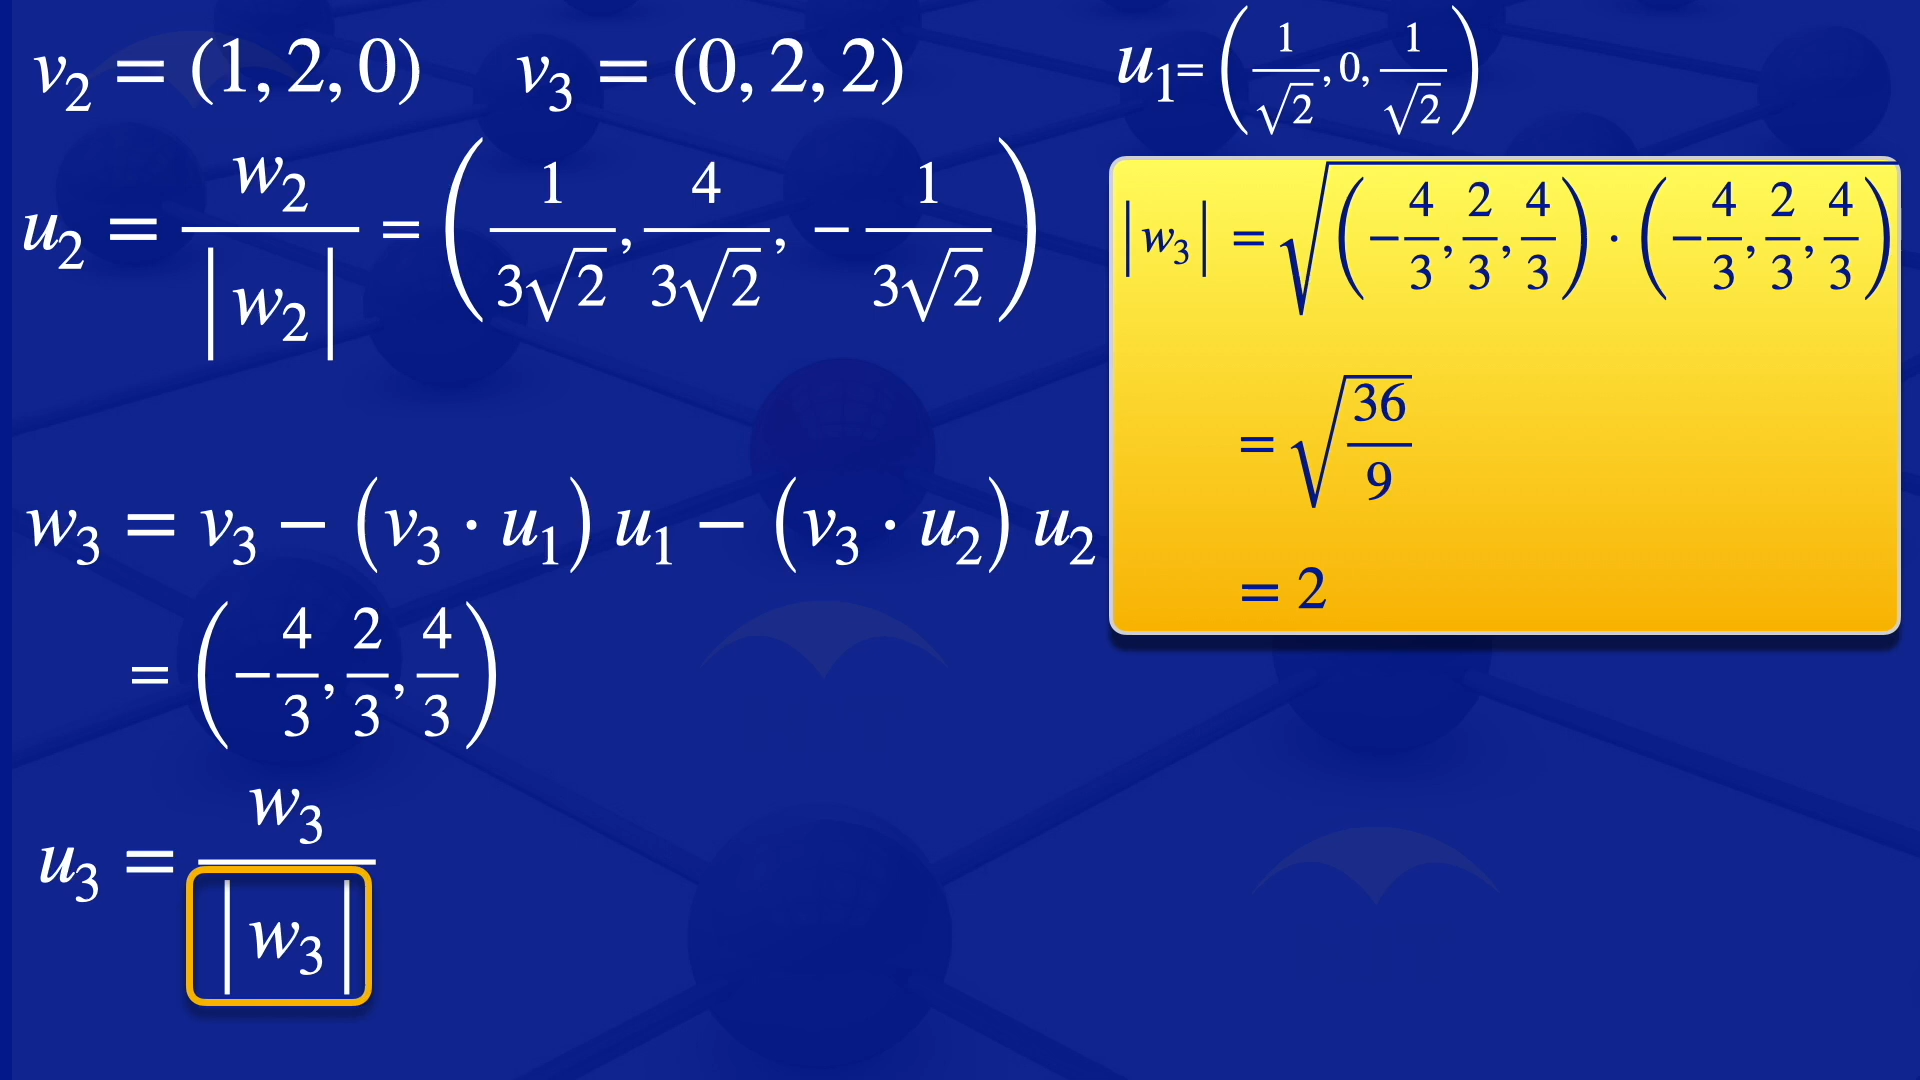 v₂ = (1, 2, 0) v₃ = (0, 2, 2) u₁= (1/√2, 0, 1/√2)
u₂ = w₂/|w₂| = (1/3√2, 4/3√2, −1/3√2)
|w₃| = √((−4/3, 2/3, 4/3) · (−4/3, 2/3, 4/3))
= √(36/9)
= 2
w₃ = v₃ − (v₃ · u₁) u₁ − (v₃ · u₂) u₂
= (−4/3, 2/3, 4/3)
u₃ = w₃/|w₃|